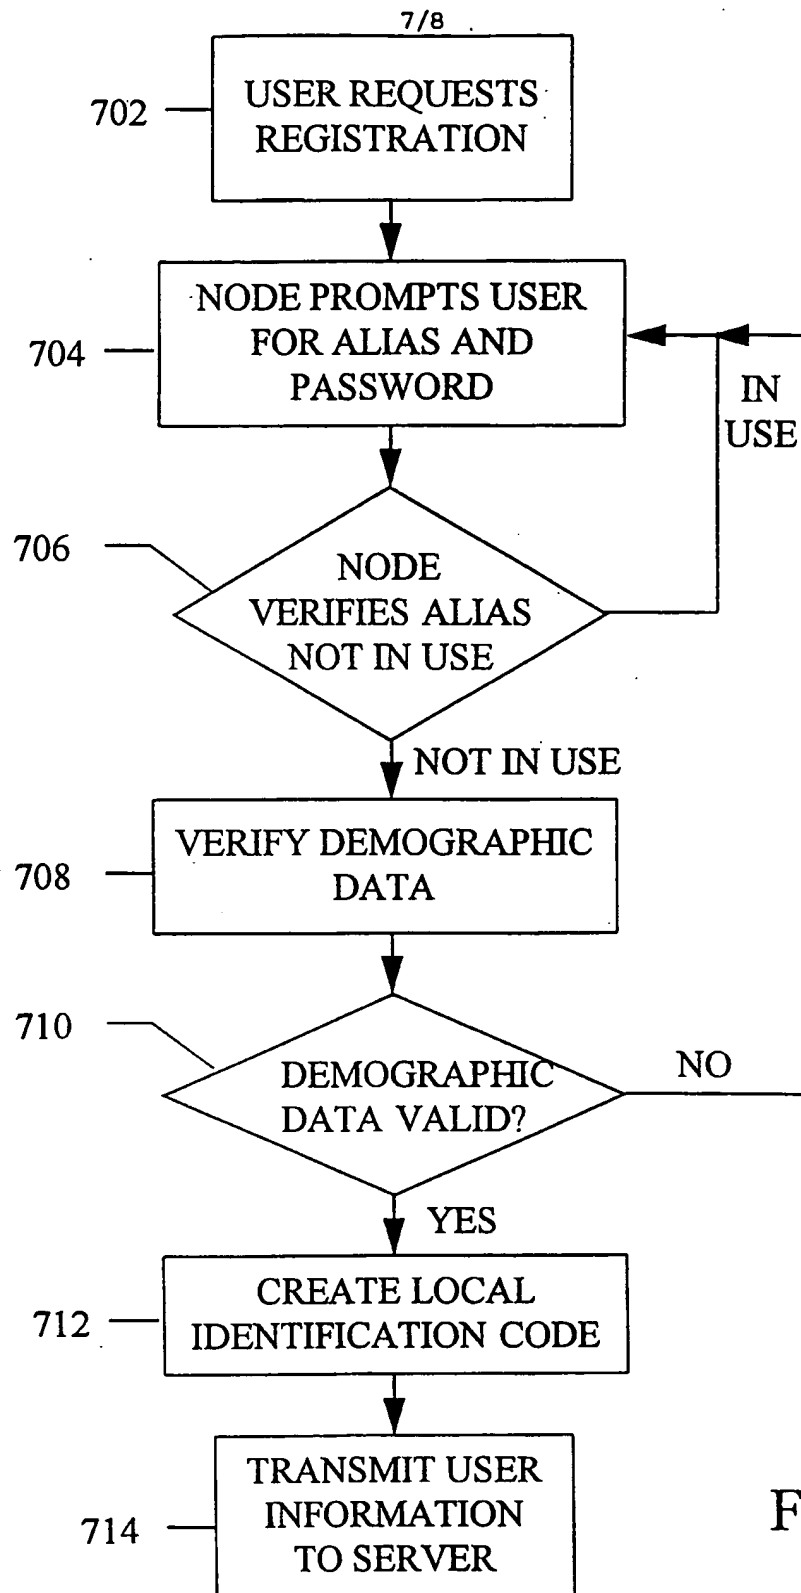 7/8
702
USER REQUESTS
REGISTRATION
704
NODE PROMPTS USER
FOR ALIAS AND
PASSWORD
IN
USE
706
NODE
VERIFIES ALIAS
NOT IN USE
NOT IN USE
708
VERIFY DEMOGRAPHIC
DATA
710
DEMOGRAPHIC
DATA VALID?
NO
YES
712
CREATE LOCAL
IDENTIFICATION CODE
714
TRANSMIT USER
INFORMATION
TO SERVER
F